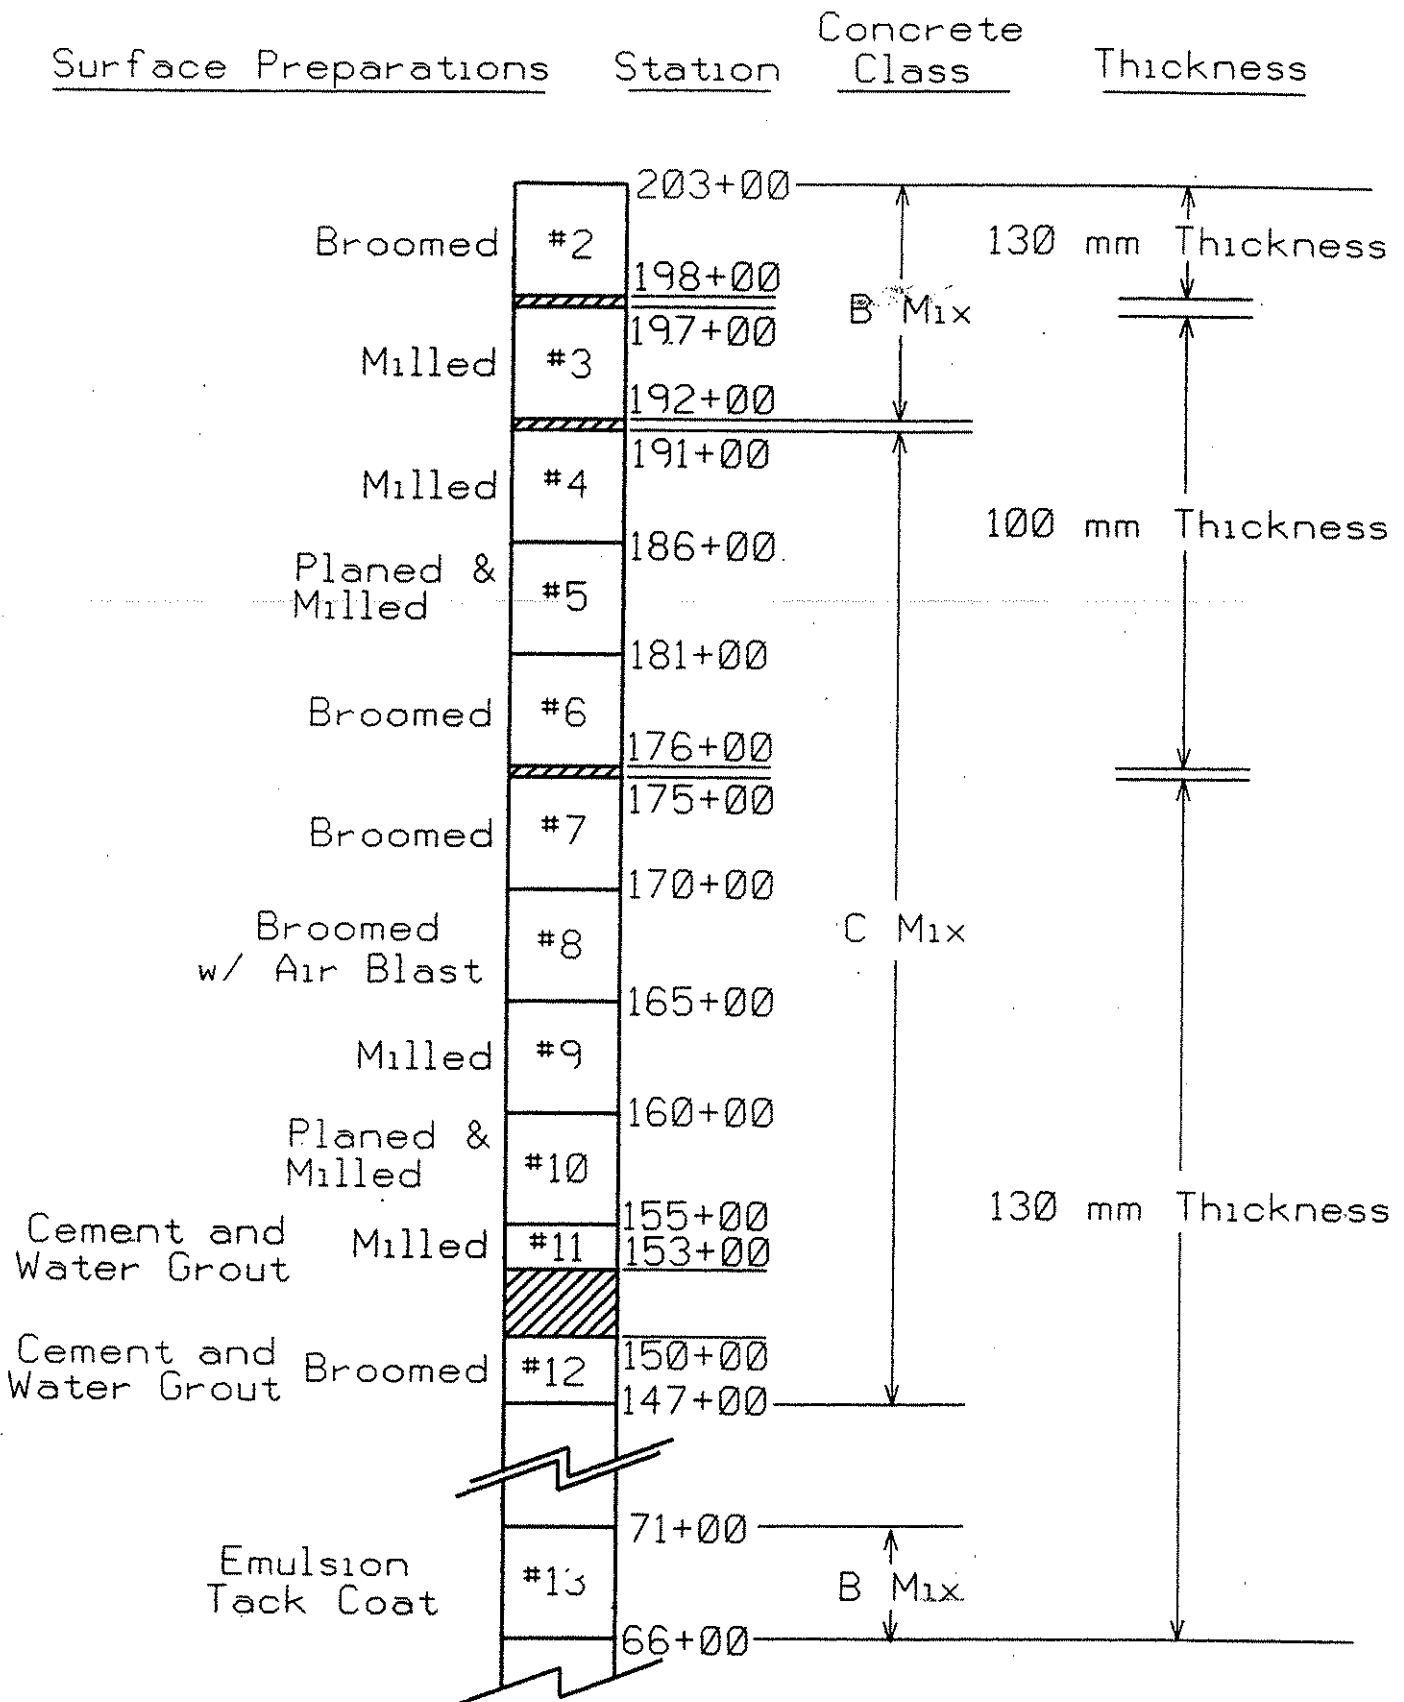 Surface Preparations
Station
Concrete
Class
Thickness
203+00
Broomed
#2
130 mm Thickness
198+00
B Mix
197+00
Milled
#3
192+00
191+00
Milled
#4
100 mm Thickness
186+00
Planed &
Milled
#5
181+00
Broomed
#6
176+00
175+00
Broomed
#7
170+00
Broomed
w/ Air Blast
#8
C Mix
165+00
Milled
#9
160+00
Planed &
Milled
#10
155+00
130 mm Thickness
Cement and
Water Grout
Milled
#11
153+00
150+00
Cement and
Water Grout
Broomed
#12
147+00
71+00
Emulsion
Tack Coat
#13
B Mix
66+00